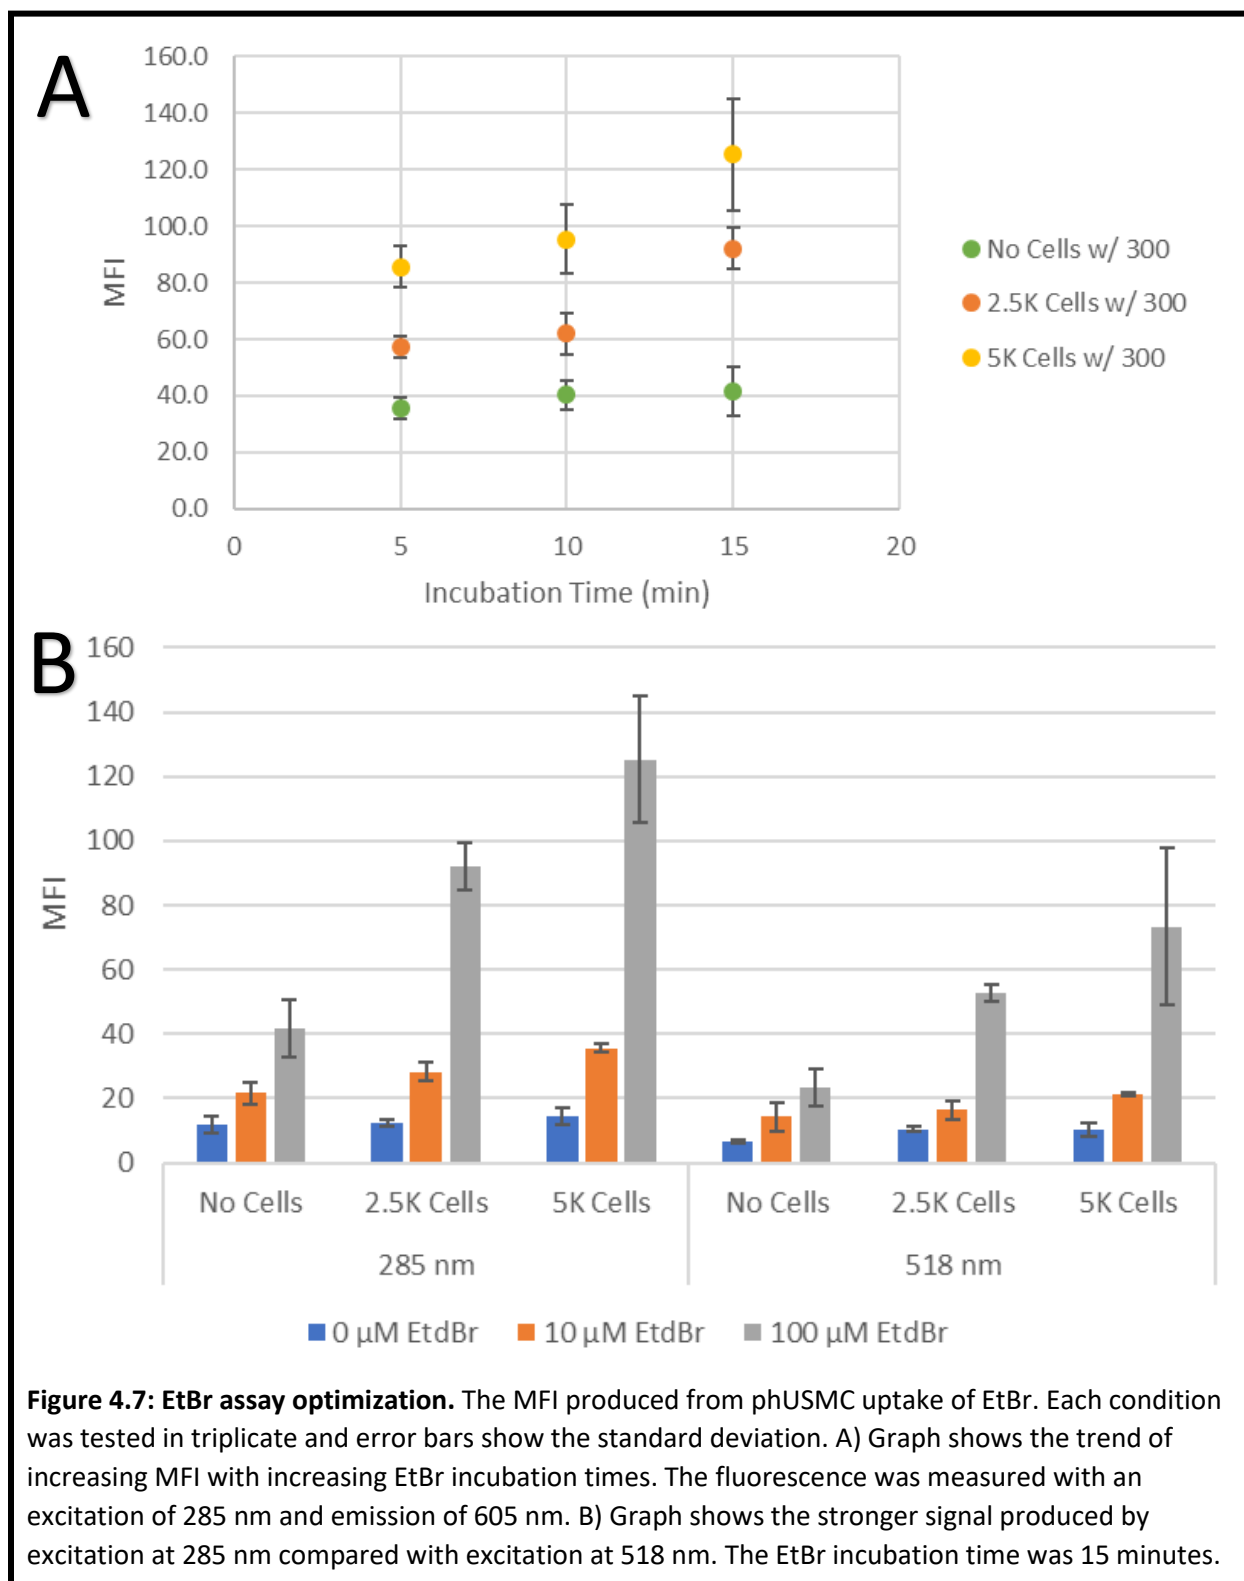 A
160.0
140.0
120.0
100.0
80.0
60.0
40.0
20.0
0.0
MFI
0 5 10 15 20
Incubation Time (min)
No Cells w/ 300
2.5K Cells w/ 300
5K Cells w/ 300
B
160
140
120
100
80
60
40
20
0
MFI
No Cells 2.5K Cells 5K Cells No Cells 2.5K Cells 5K Cells
285 nm 518 nm
0 µM EtdBr 10 µM EtdBr 100 µM EtdBr
Figure 4.7: EtBr assay optimization. The MFI produced from phUSMC uptake of EtBr. Each condition
was tested in triplicate and error bars show the standard deviation. A) Graph shows the trend of
increasing MFI with increasing EtBr incubation times. The fluorescence was measured with an
excitation of 285 nm and emission of 605 nm. B) Graph shows the stronger signal produced by
excitation at 285 nm compared with excitation at 518 nm. The EtBr incubation time was 15 minutes.